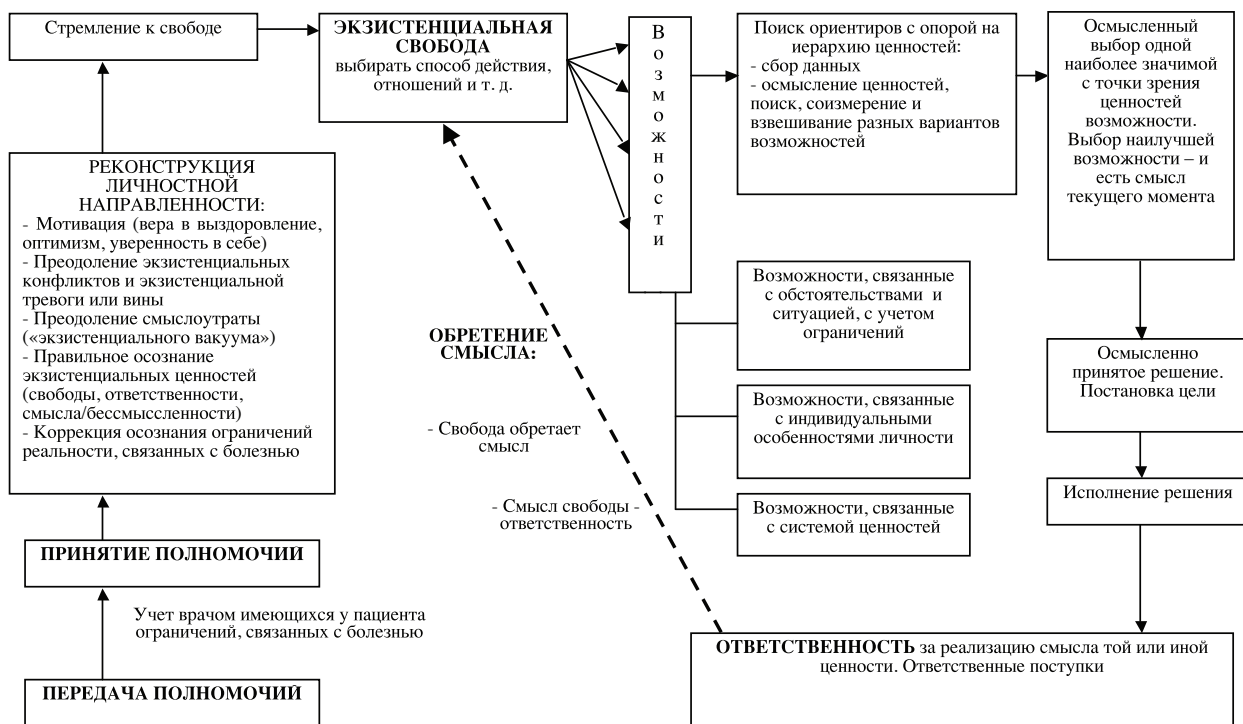 Стремление к свободе
ЭКЗИСТЕНЦИАЛЬНАЯ
СВОБОДА
выбирать способ действия,
отношений и т. д.
В
о
з
м
о
ж
н
о
с
т
и
Поиск ориентиров с опорой на
иерархию ценностей:
- сбор данных
- осмысление ценностей,
поиск, соизмерение и
взвешивание разных вариантов
возможностей
Осмысленный
выбор одной
наиболее значимой
с точки зрения
ценностей
возможности.
Выбор наилучшей
возможности – и
есть смысл
текущего момента
РЕКОНСТРУКЦИЯ
ЛИЧНОСТНОЙ
НАПРАВЛЕННОСТИ:
- Мотивация (вера в выздоровление,
оптимизм, уверенность в себе)
- Преодоление экзистенциальных
конфликтов и экзистенциальной
тревоги или вины
- Преодоление смыслоутраты
(«экзистенциального вакуума»)
- Правильное осознание
экзистенциальных ценностей
(свободы, ответственности,
смысла/бессмыссленности)
- Коррекция осознания ограничений
реальности, связанных с болезнью
ОБРЕТЕНИЕ
СМЫСЛА:
- Свобода обретает
смысл
- Смысл свободы -
ответственность
Возможности, связанные
с обстоятельствами и
ситуацией, с учетом
ограничений
Возможности, связанные
с индивидуальными
особенностями личности
Возможности, связанные
с системой ценностей
Осмысленно
принятое решение.
Постановка цели
Исполнение решения
ПРИНЯТИЕ ПОЛНОМОЧИЙ
Учет врачом имеющихся у пациента
ограничений, связанных с болезнью
ПЕРЕДАЧА ПОЛНОМОЧИЙ
ОТВЕТСТВЕННОСТЬ за реализацию смысла той или иной
ценности. Ответственные поступки